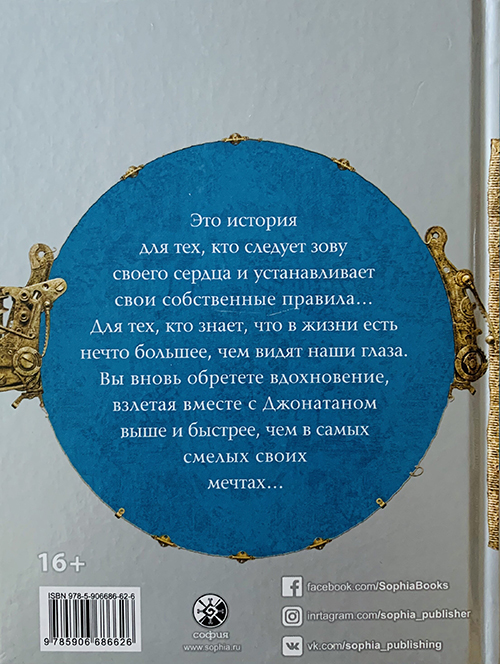 Это история
для тех, кто следует зову
своего сердца и устанавливает
свои собственные правила...
Для тех, кто знает, что в жизни есть
нечто большее, чем видят наши глаза.
Вы вновь обретете вдохновение,
взлетая вместе с Джонатаном
выше и быстрее, чем в самых
смелых своих
мечтах...
16+
ISBN 978-5-906686-62-6
9785906686626
СОФИЯ
www.sophia.ru
facebook.com/SophiaBooks
inrtagram.com/sophia_publisher
vk.com/sophia_publishing